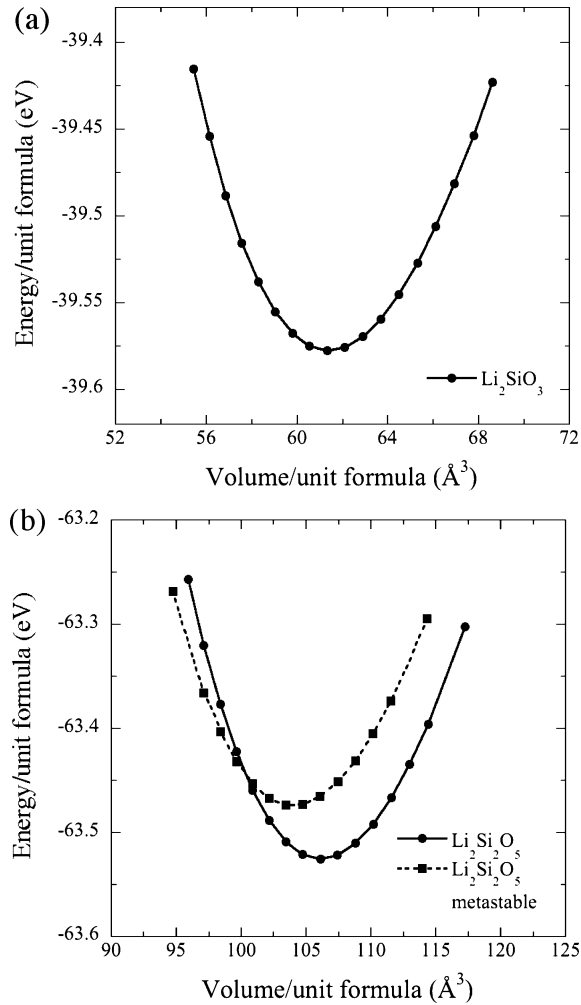 (a)
-39.4
-39.45
-39.5
-39.55
-39.6
Energy/unit formula (eV)
Li₂SiO₃
52 56 60 64 68 72
Volume/unit formula (Å³)
(b)
-63.2
-63.3
-63.4
-63.5
-63.6
Energy/unit formula (eV)
Li₂Si₂O₅
Li₂Si₂O₅
metastable
90 95 100 105 110 115 120 125
Volume/unit formula (Å³)